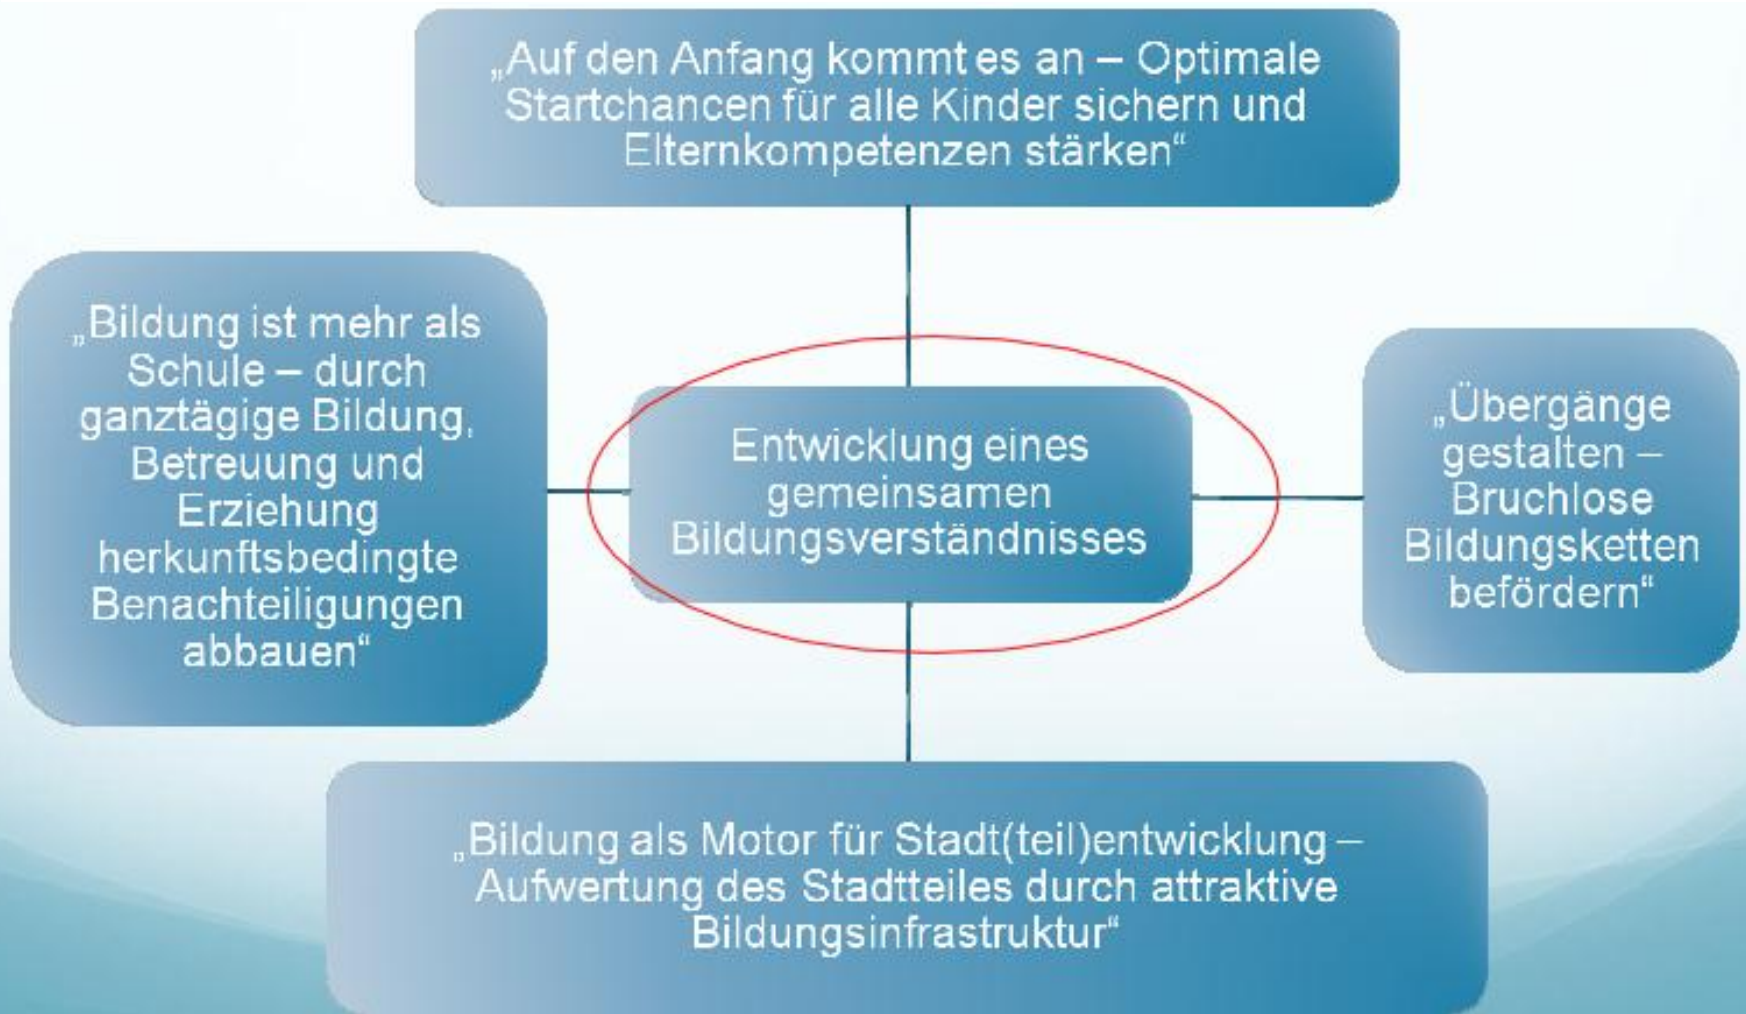 „Auf den Anfang kommt es an – Optimale
Startchancen für alle Kinder sichern und
Elternkompetenzen stärken“
„Bildung ist mehr als
Schule – durch
ganztägige Bildung,
Betreuung und
Erziehung
herkunftsbedingte
Benachteiligungen
abbauen“
Entwicklung eines
gemeinsamen
Bildungsverständnisses
„Übergänge
gestalten –
Bruchlose
Bildungsketten
befördern“
„Bildung als Motor für Stadt(teil)entwicklung –
Aufwertung des Stadtteiles durch attraktive
Bildungsinfrastruktur“